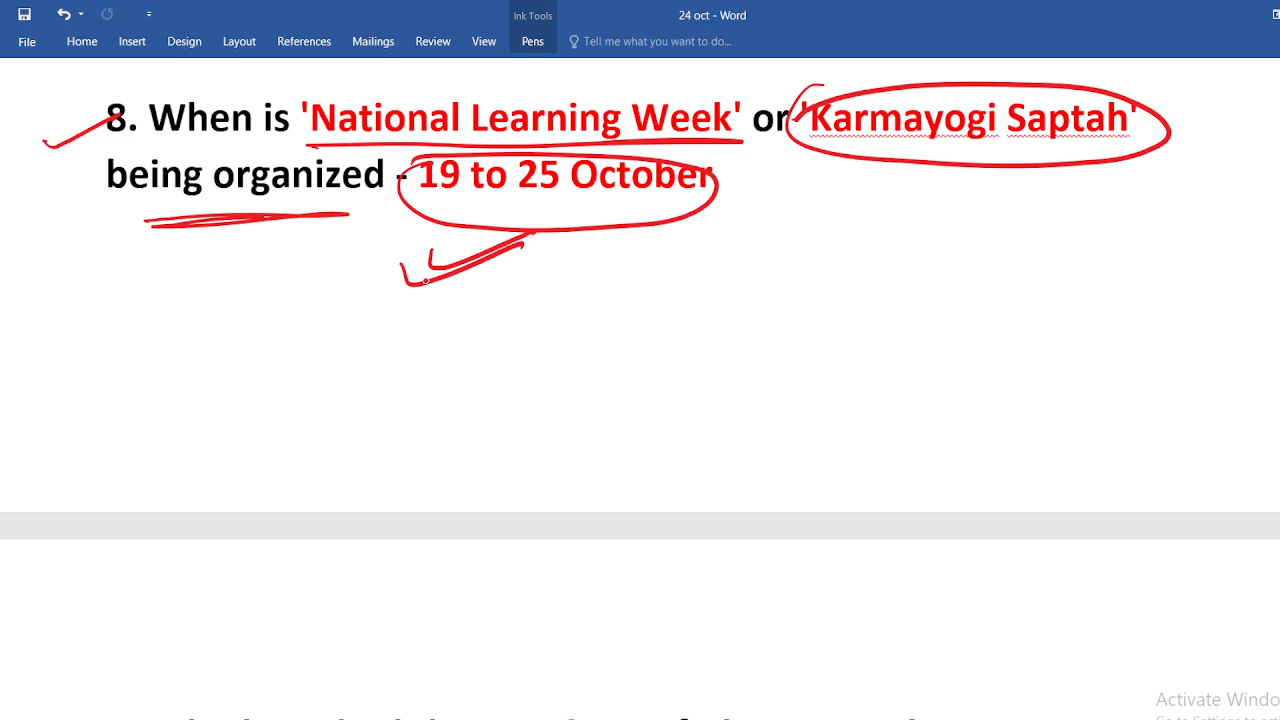 Ink Tools
24 oct - Word
File Home Insert Design Layout References Mailings Review View Pens Tell me what you want to do...
8. When is 'National Learning Week' or 'Karmayogi Saptah'
being organized - 19 to 25 October
Activate Windo